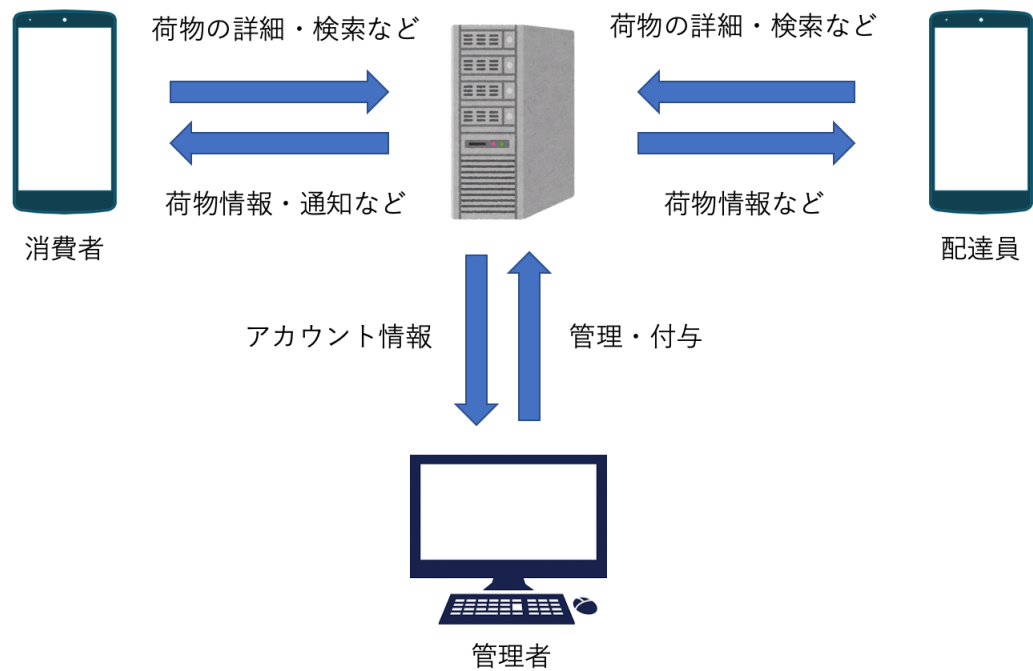 荷物の詳細・検索など
荷物の詳細・検索など
荷物情報・通知など
荷物情報など
消費者
配達員
アカウント情報
管理・付与
管理者